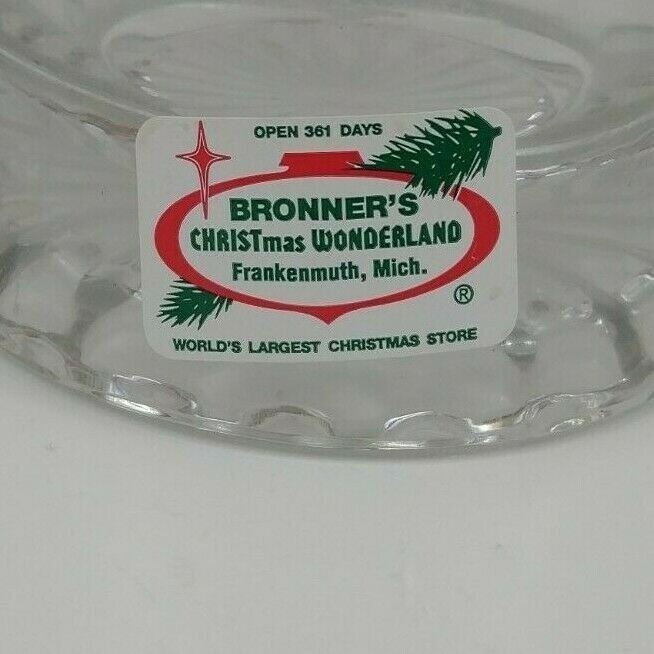 OPEN 361 DAYS
BRONNER'S
CHRISTmas WONDERLAND
Frankenmuth, Mich.
®
WORLD'S LARGEST CHRISTMAS STORE